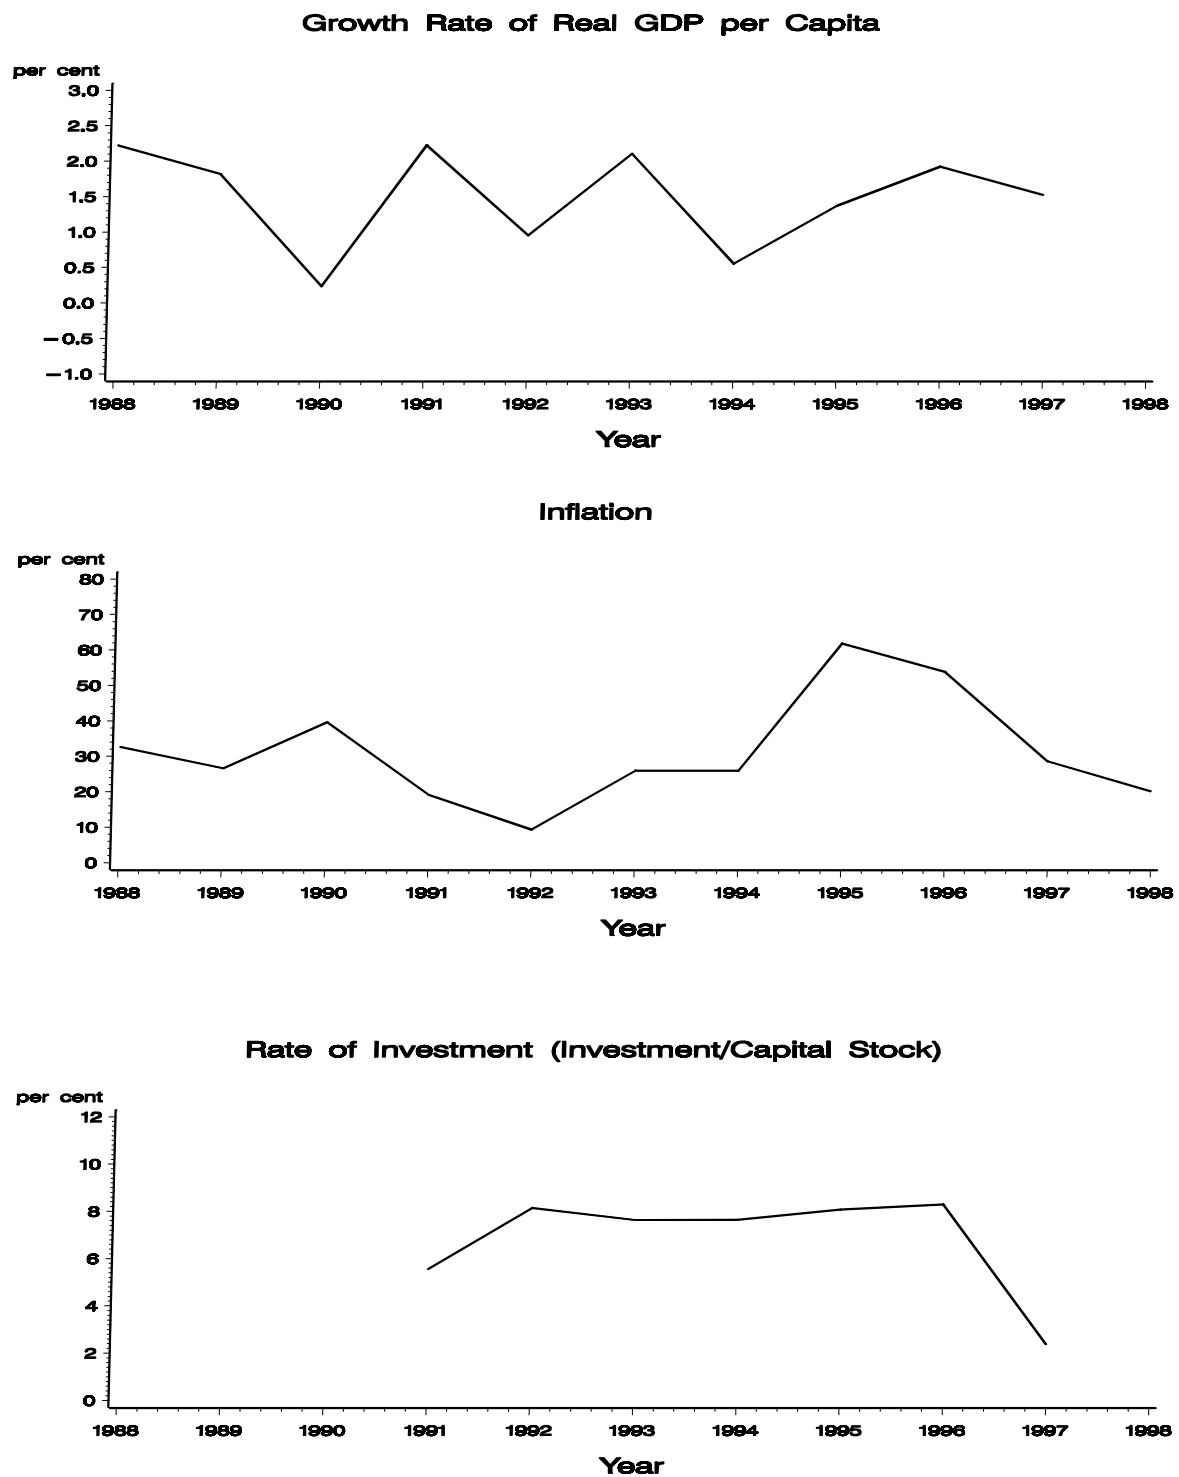 Growth Rate of Real GDP per Capita
per cent
3.0
2.5
2.0
1.5
1.0
0.5
0.0
−0.5
−1.0
1988 1989 1990 1991 1992 1993 1994 1995 1996 1997 1998
Year
Inflation
per cent
80
70
60
50
40
30
20
10
0
1988 1989 1990 1991 1992 1993 1994 1995 1996 1997 1998
Year
Rate of Investment (Investment/Capital Stock)
per cent
12
10
8
6
4
2
0
1988 1989 1990 1991 1992 1993 1994 1995 1996 1997 1998
Year